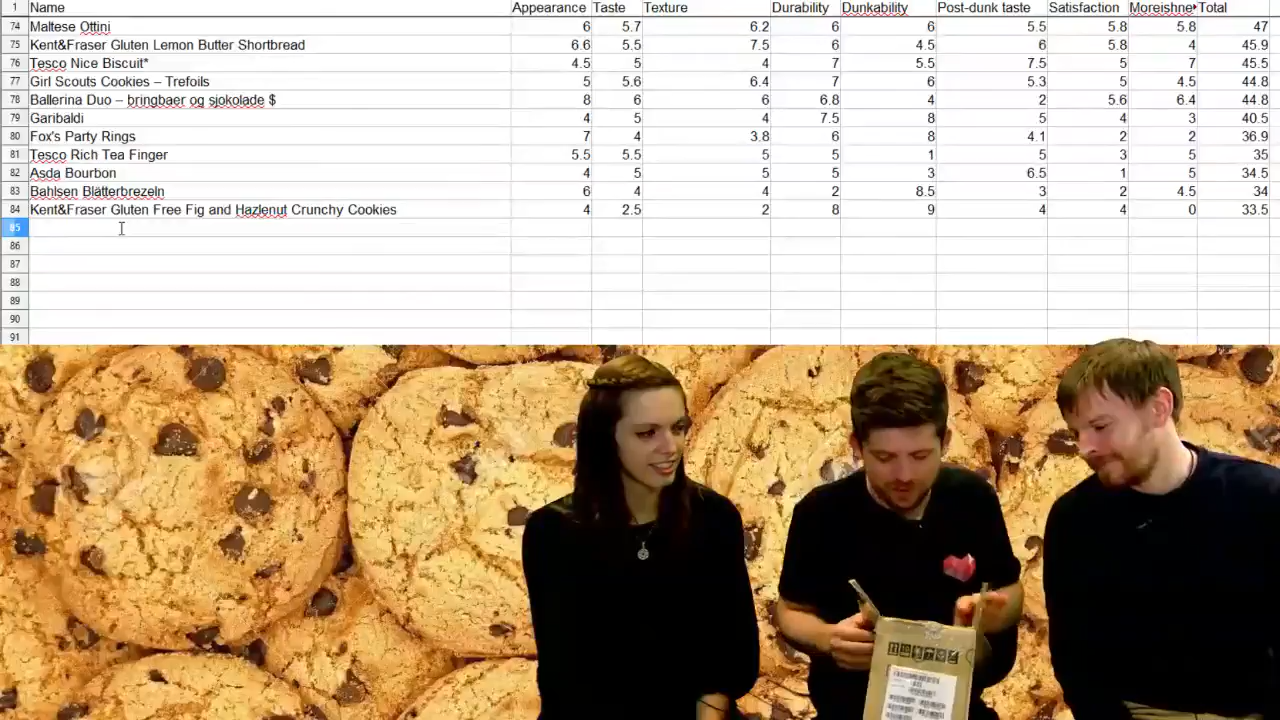 1 Name Appearance Taste Texture Durability Dunkability Post-dunk taste Satisfaction Moreishne Total
74 Maltese Ottini 6 5.7 6.2 6 6 5.5 5.8 5.8 47
75 Kent&Fraser Gluten Lemon Butter Shortbread 6.6 5.5 7.5 6 4.5 6 5.8 4 45.9
76 Tesco Nice Biscuit* 4.5 5 4 7 5.5 7.5 5 7 45.5
77 Girl Scouts Cookies – Trefoils 5 5.6 6.4 7 6 5.3 5 4.5 44.8
78 Ballerina Duo – bringbaer og sjokolade $ 8 6 6 6.8 4 2 5.6 6.4 44.8
79 Garibaldi 4 5 4 7.5 8 5 4 3 40.5
80 Fox's Party Rings 7 4 3.8 6 8 4.1 2 2 36.9
81 Tesco Rich Tea Finger 5.5 5.5 5 5 1 5 3 5 35
82 Asda Bourbon 4 5 5 5 3 6.5 1 5 34.5
83 Bahlsen Blätterbrezeln 6 4 4 2 8.5 3 2 4.5 34
84 Kent&Fraser Gluten Free Fig and Hazlenut Crunchy Cookies 4 2.5 2 8 9 4 4 0 33.5
85
86
87
88
89
90
91